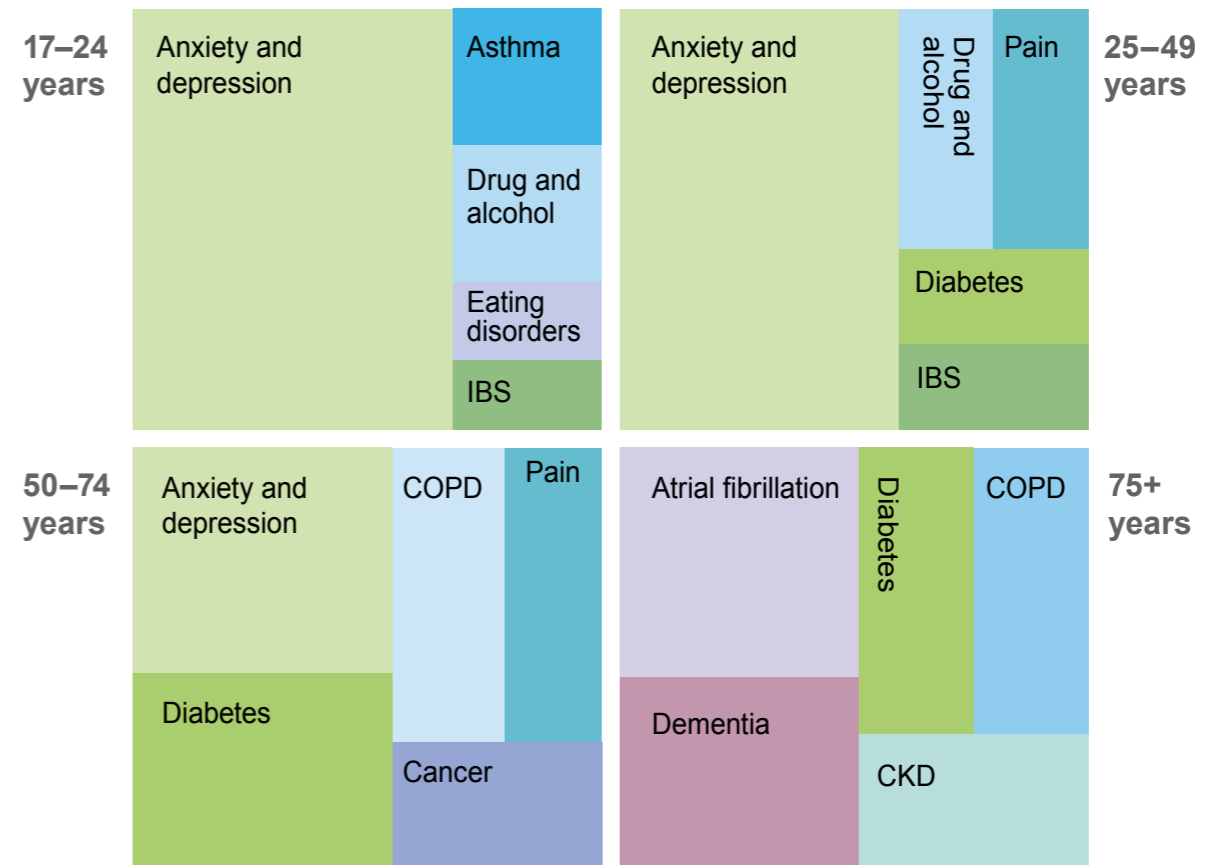 17–24
years
Anxiety and
depression
Asthma
Drug and
alcohol
Eating
disorders
IBS
Anxiety and
depression
Drug and
alcohol
Pain
Diabetes
IBS
25–49
years
50–74
years
Anxiety and
depression
COPD
Pain
Diabetes
Cancer
Atrial fibrillation
Diabetes
COPD
Dementia
CKD
75+
years